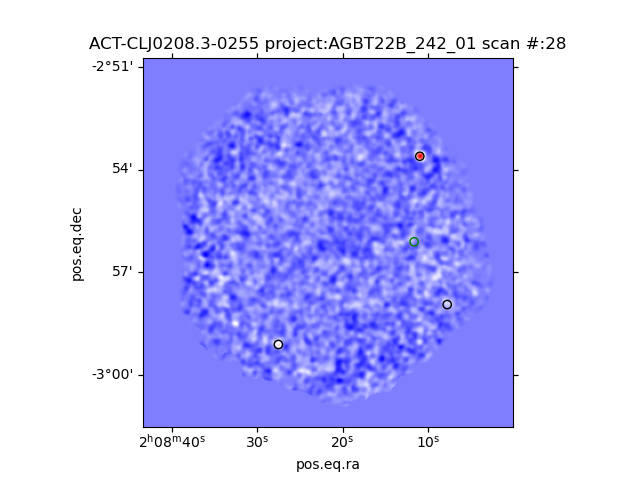 ACT-CLJ0208.3-0255 project:AGBT22B_242_01 scan #:28
-2°51'
54'
57'
-3°00'
2ʰ08ᵐ40ˢ 30ˢ 20ˢ 10ˢ
pos.eq.ra
pos.eq.dec